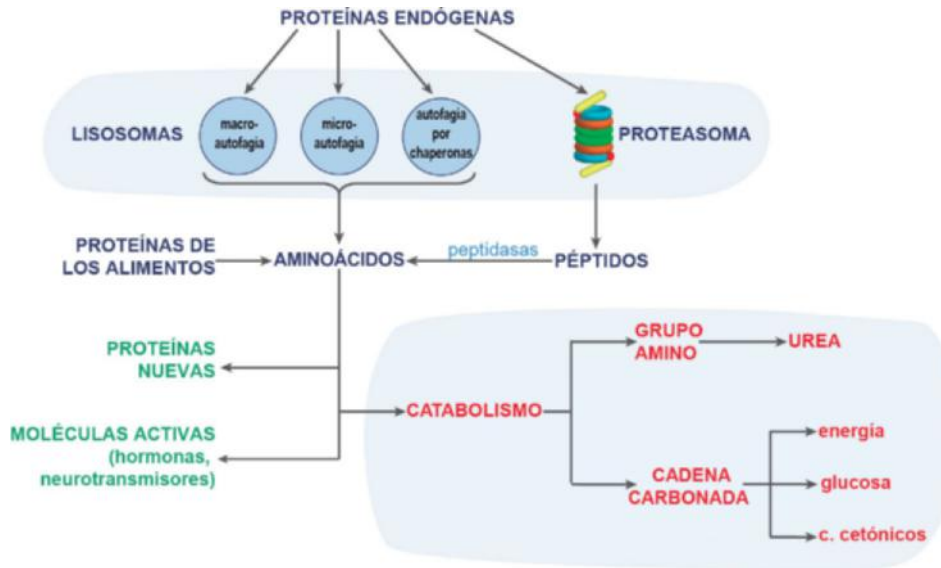 PROTEÍNAS ENDÓGENAS
LISOSOMAS
macro-
autofagia
micro-
autofagia
autofagia
por
chaperonas
PROTEASOMA
PROTEÍNAS DE
LOS ALIMENTOS
AMINOÁCIDOS
peptidasas
PÉPTIDOS
PROTEÍNAS
NUEVAS
MOLÉCULAS ACTIVAS
(hormonas,
neurotransmisores)
CATABOLISMO
GRUPO
AMINO
UREA
CADENA
CARBONADA
energía
glucosa
c. cetónicos